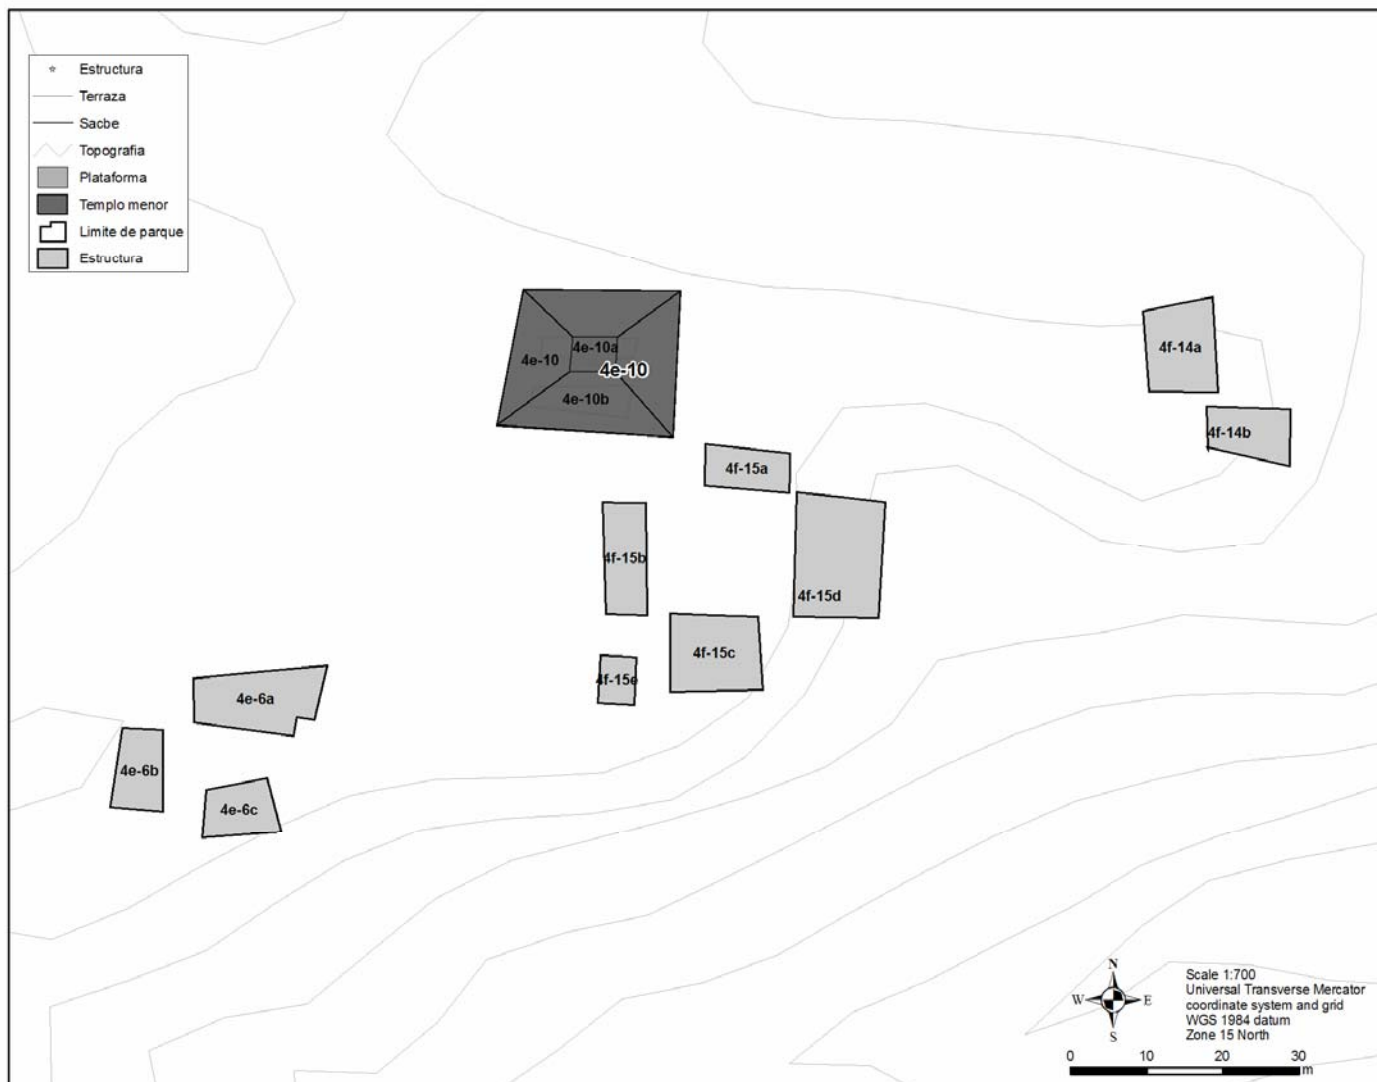 Estructura
Terraza
Sacbe
Topografia
Plataforma
Templo menor
Limite de parque
Estructura
4e-10a
4e-10
4e-10
4e-10b
4f-14a
4f-14b
4f-15a
4f-15b
4f-15d
4f-15c
4f-15e
4e-6a
4e-6b
4e-6c
N
W
E
S
Scale 1:700
Universal Transverse Mercator
coordinate system and grid
WGS 1984 datum
Zone 15 North
0 10 20 30
m